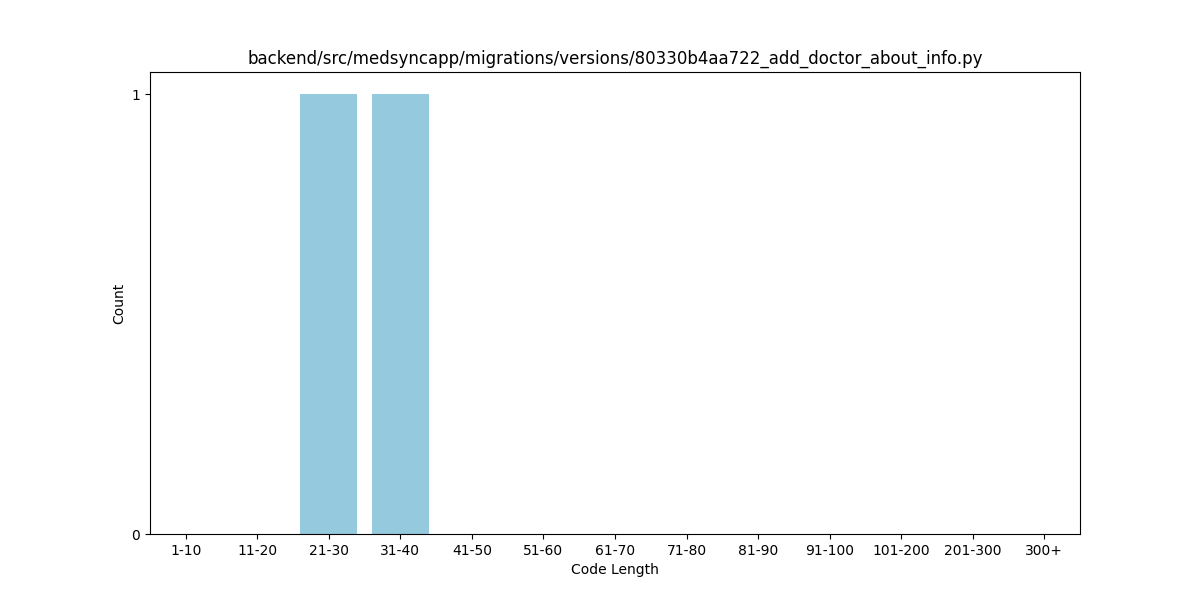 backend/src/medsyncapp/migrations/versions/80330b4aa722_add_doctor_about_info.py
1
Count
0
1-10 11-20 21-30 31-40 41-50 51-60 61-70 71-80 81-90 91-100 101-200 201-300 300+
Code Length